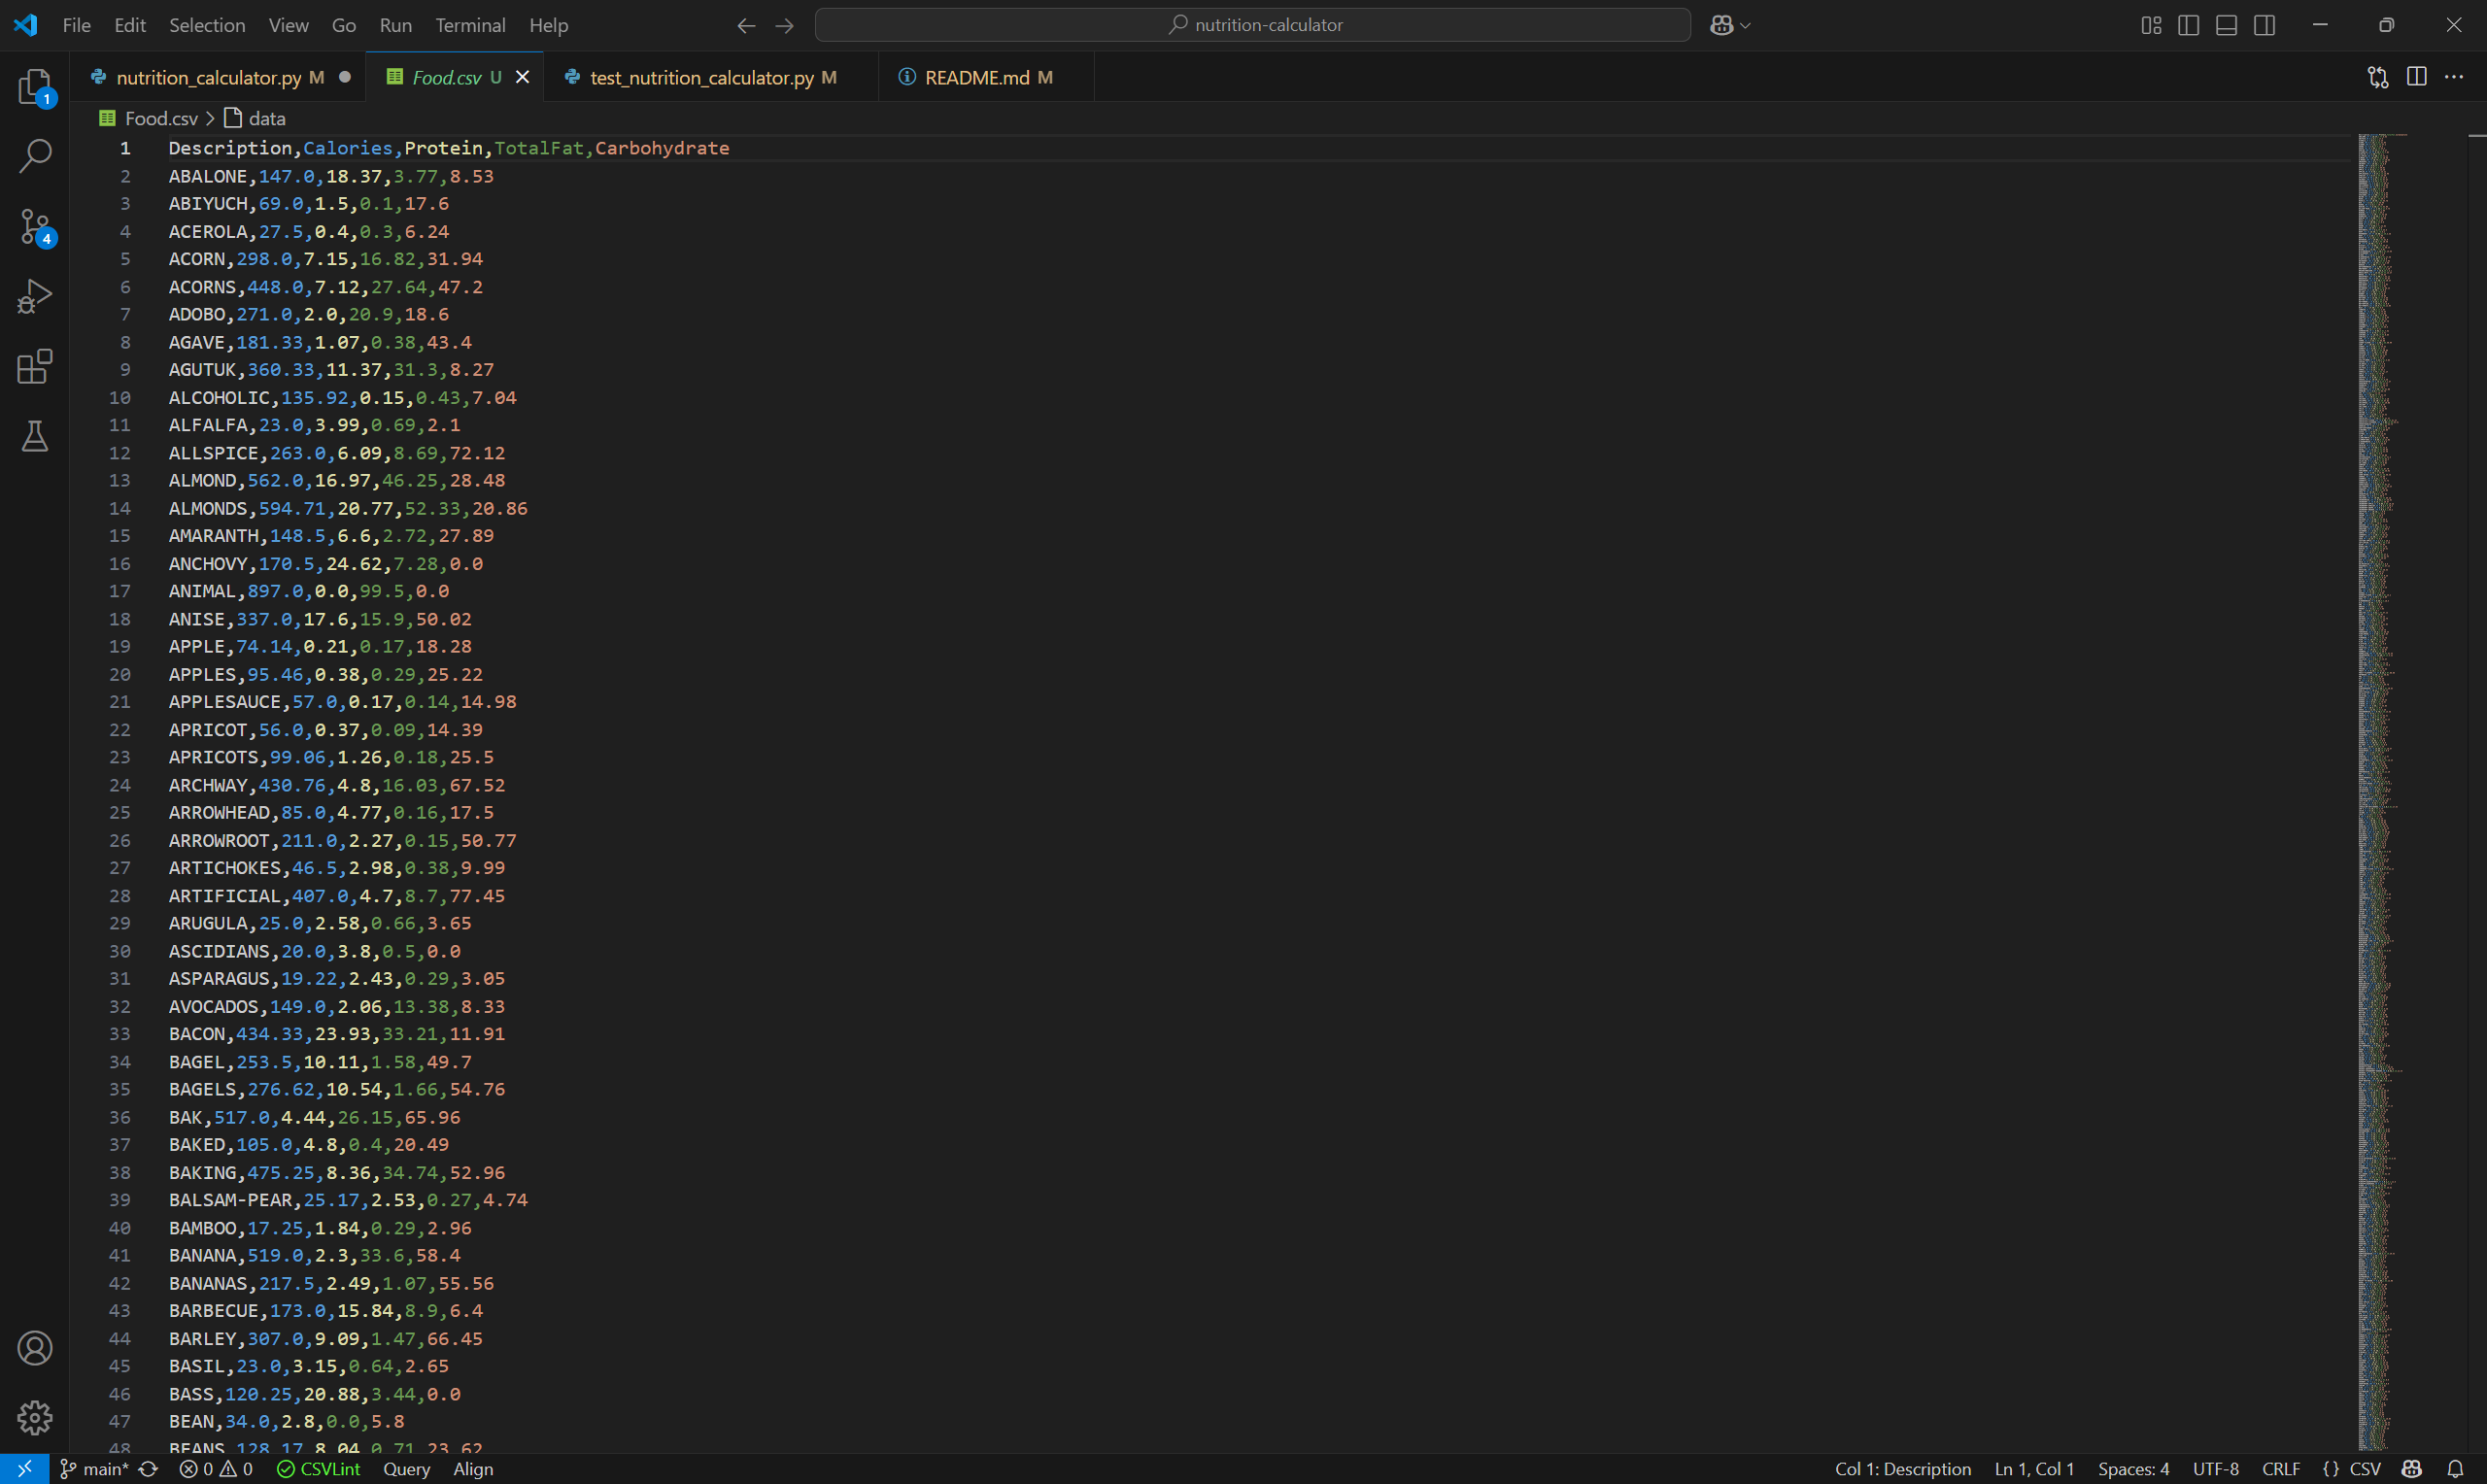 File Edit Selection View Go Run Terminal Help
nutrition-calculator
nutrition_calculator.py M
Food.csv U
test_nutrition_calculator.py M
README.md M
1
4
Food.csv > data
1 Description,Calories,Protein,TotalFat,Carbohydrate
2 ABALONE,147.0,18.37,3.77,8.53
3 ABIYUCH,69.0,1.5,0.1,17.6
4 ACEROLA,27.5,0.4,0.3,6.24
5 ACORN,298.0,7.15,16.82,31.94
6 ACORNS,448.0,7.12,27.64,47.2
7 ADOBO,271.0,2.0,20.9,18.6
8 AGAVE,181.33,1.07,0.38,43.4
9 AGUTUK,360.33,11.37,31.3,8.27
10 ALCOHOLIC,135.92,0.15,0.43,7.04
11 ALFALFA,23.0,3.99,0.69,2.1
12 ALLSPICE,263.0,6.09,8.69,72.12
13 ALMOND,562.0,16.97,46.25,28.48
14 ALMONDS,594.71,20.77,52.33,20.86
15 AMARANTH,148.5,6.6,2.72,27.89
16 ANCHOVY,170.5,24.62,7.28,0.0
17 ANIMAL,897.0,0.0,99.5,0.0
18 ANISE,337.0,17.6,15.9,50.02
19 APPLE,74.14,0.21,0.17,18.28
20 APPLES,95.46,0.38,0.29,25.22
21 APPLESAUCE,57.0,0.17,0.14,14.98
22 APRICOT,56.0,0.37,0.09,14.39
23 APRICOTS,99.06,1.26,0.18,25.5
24 ARCHWAY,430.76,4.8,16.03,67.52
25 ARROWHEAD,85.0,4.77,0.16,17.5
26 ARROWROOT,211.0,2.27,0.15,50.77
27 ARTICHOKES,46.5,2.98,0.38,9.99
28 ARTIFICIAL,407.0,4.7,8.7,77.45
29 ARUGULA,25.0,2.58,0.66,3.65
30 ASCIDIANS,20.0,3.8,0.5,0.0
31 ASPARAGUS,19.22,2.43,0.29,3.05
32 AVOCADOS,149.0,2.06,13.38,8.33
33 BACON,434.33,23.93,33.21,11.91
34 BAGEL,253.5,10.11,1.58,49.7
35 BAGELS,276.62,10.54,1.66,54.76
36 BAK,517.0,4.44,26.15,65.96
37 BAKED,105.0,4.8,0.4,20.49
38 BAKING,475.25,8.36,34.74,52.96
39 BALSAM-PEAR,25.17,2.53,0.27,4.74
40 BAMBOO,17.25,1.84,0.29,2.96
41 BANANA,519.0,2.3,33.6,58.4
42 BANANAS,217.5,2.49,1.07,55.56
43 BARBECUE,173.0,15.84,8.9,6.4
44 BARLEY,307.0,9.09,1.47,66.45
45 BASIL,23.0,3.15,0.64,2.65
46 BASS,120.25,20.88,3.44,0.0
47 BEAN,34.0,2.8,0.0,5.8
48 BEANS,128.17,8.04,0.71,23.62
main* 0 0 CSVLint Query Align
Col 1: Description Ln 1, Col 1 Spaces: 4 UTF-8 CRLF {} CSV